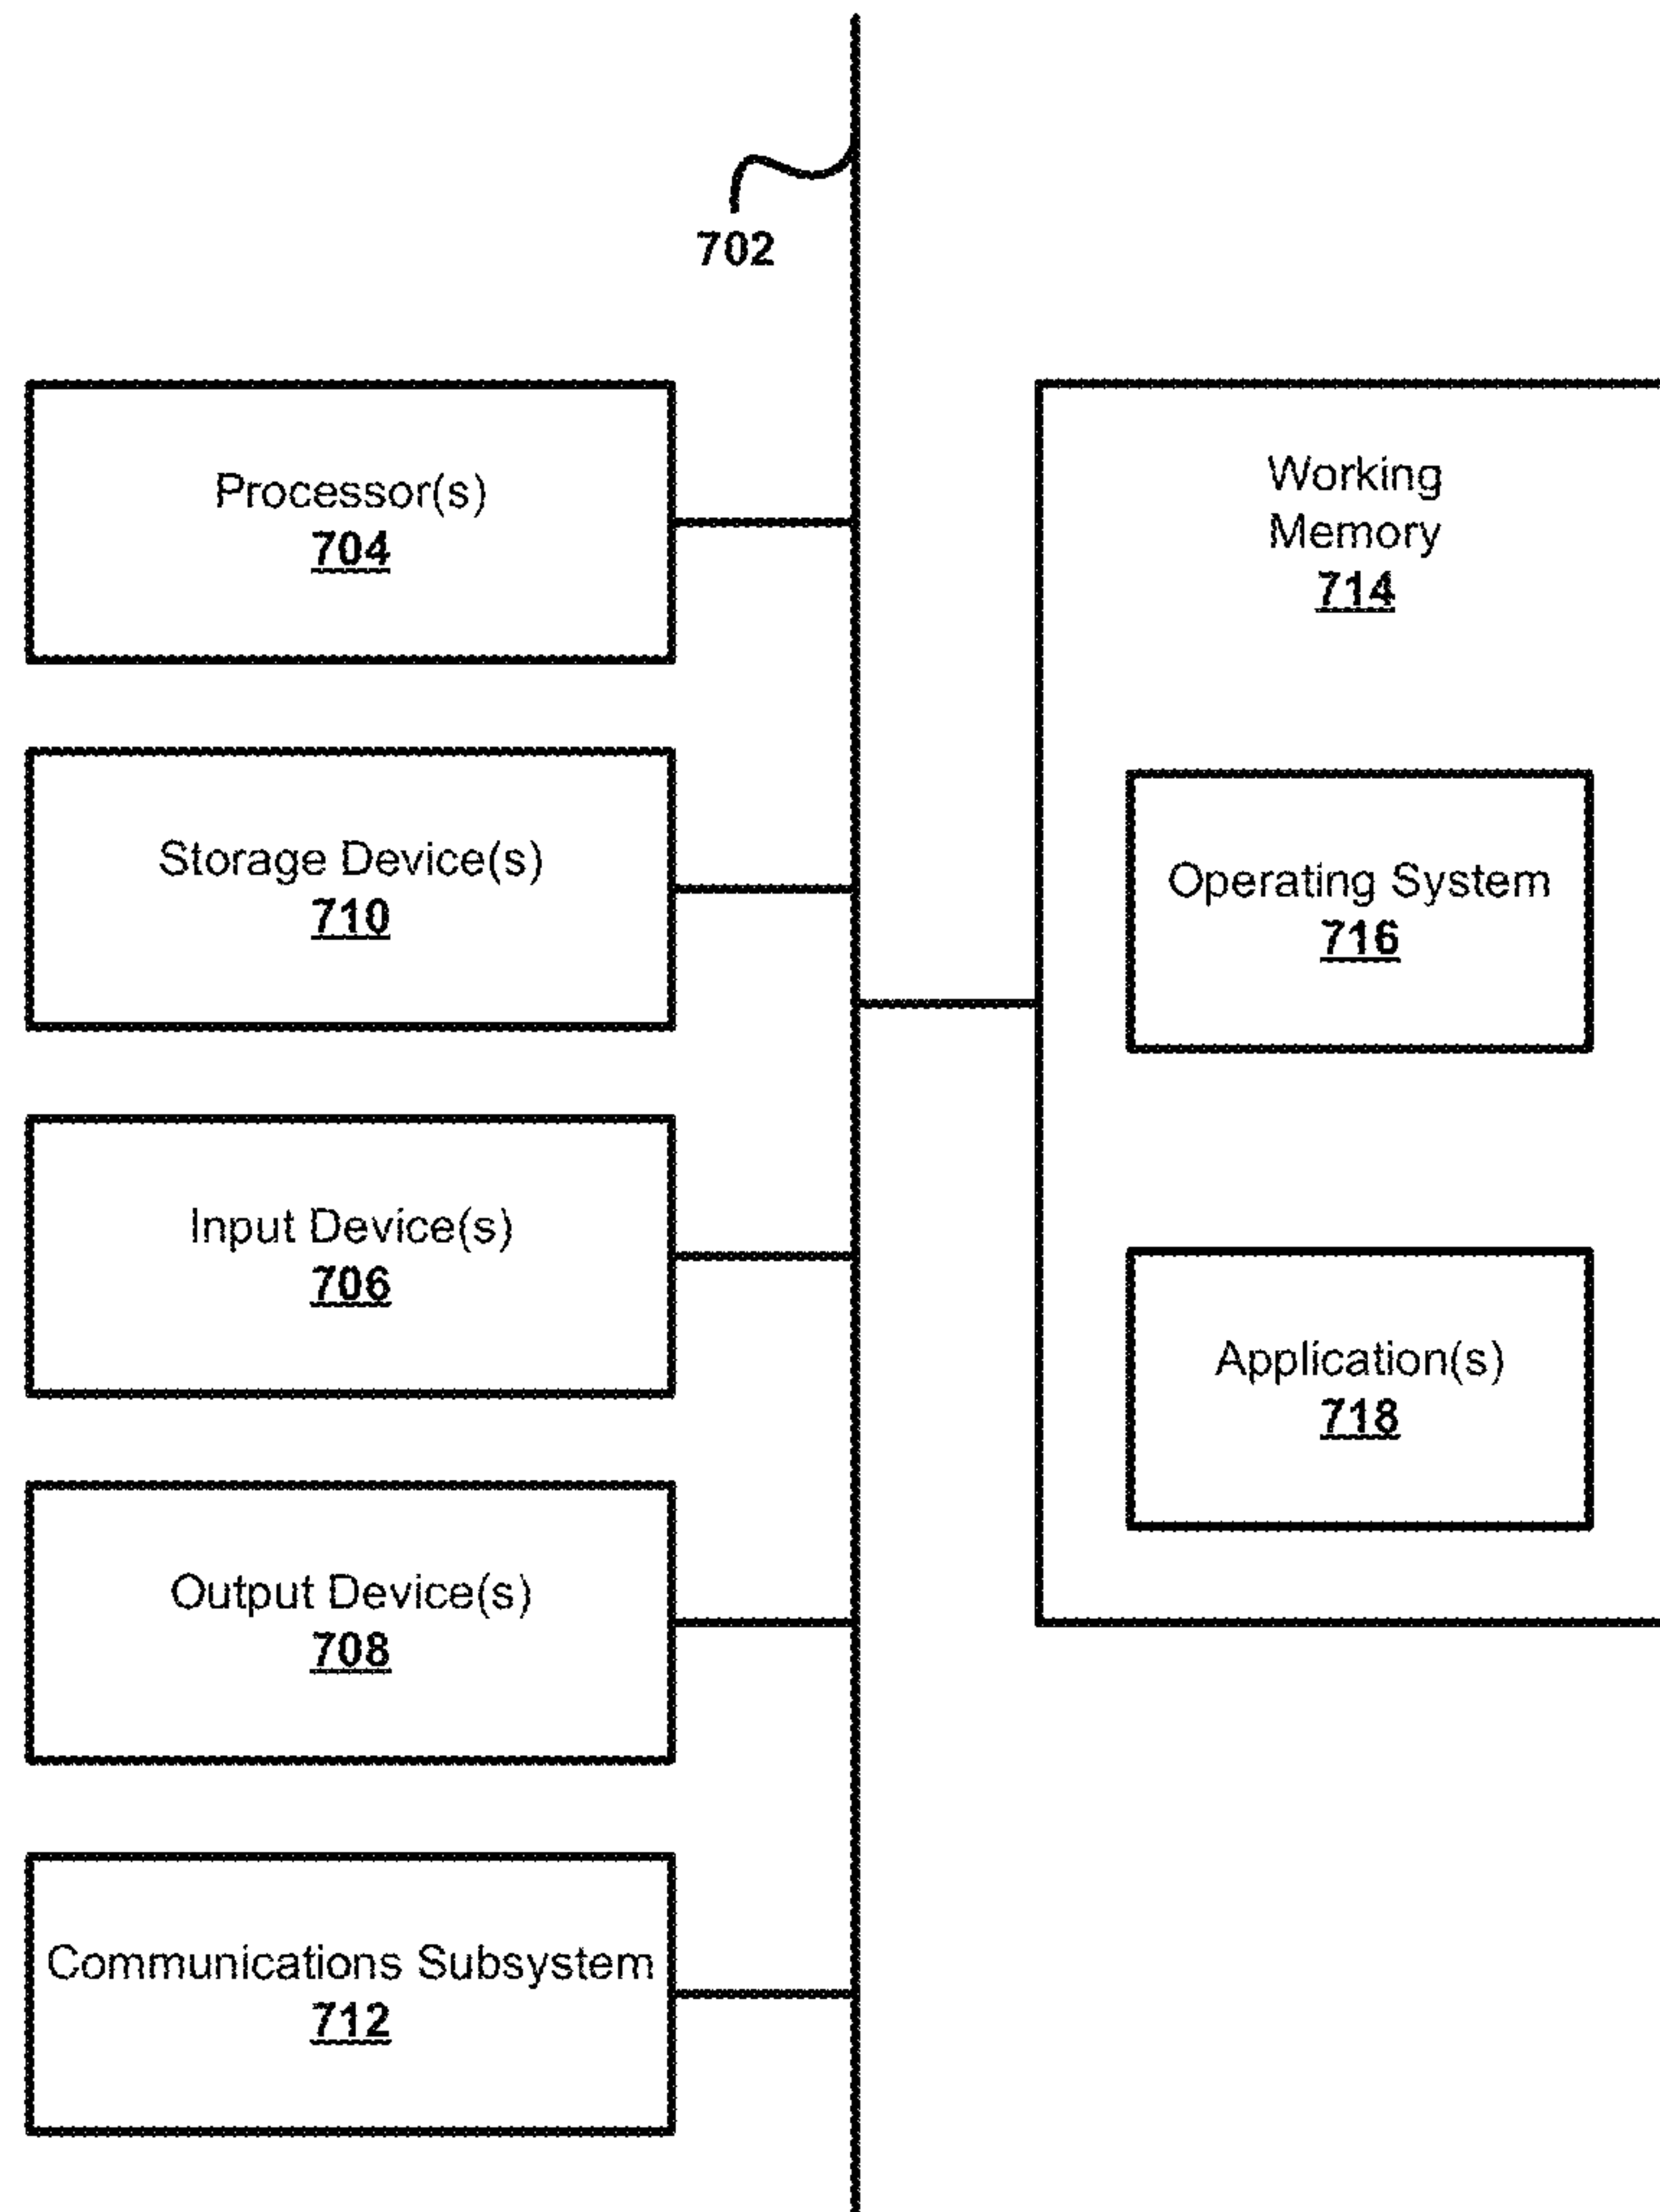 702
Processor(s)
704
Storage Device(s)
710
Input Device(s)
706
Output Device(s)
708
Communications Subsystem
712
Working
Memory
714
Operating System
716
Application(s)
718